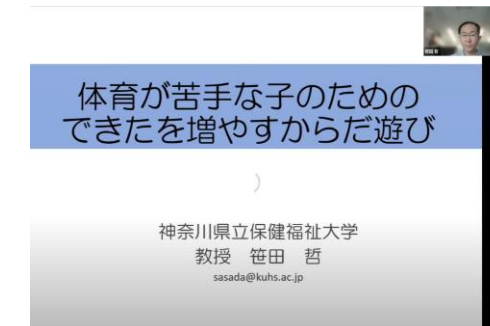 体育が苦手な子のための
できたを増やすからだ遊び
神奈川県立保健福祉大学
教授　笹田　哲
sasada@kuhs.ac.jp